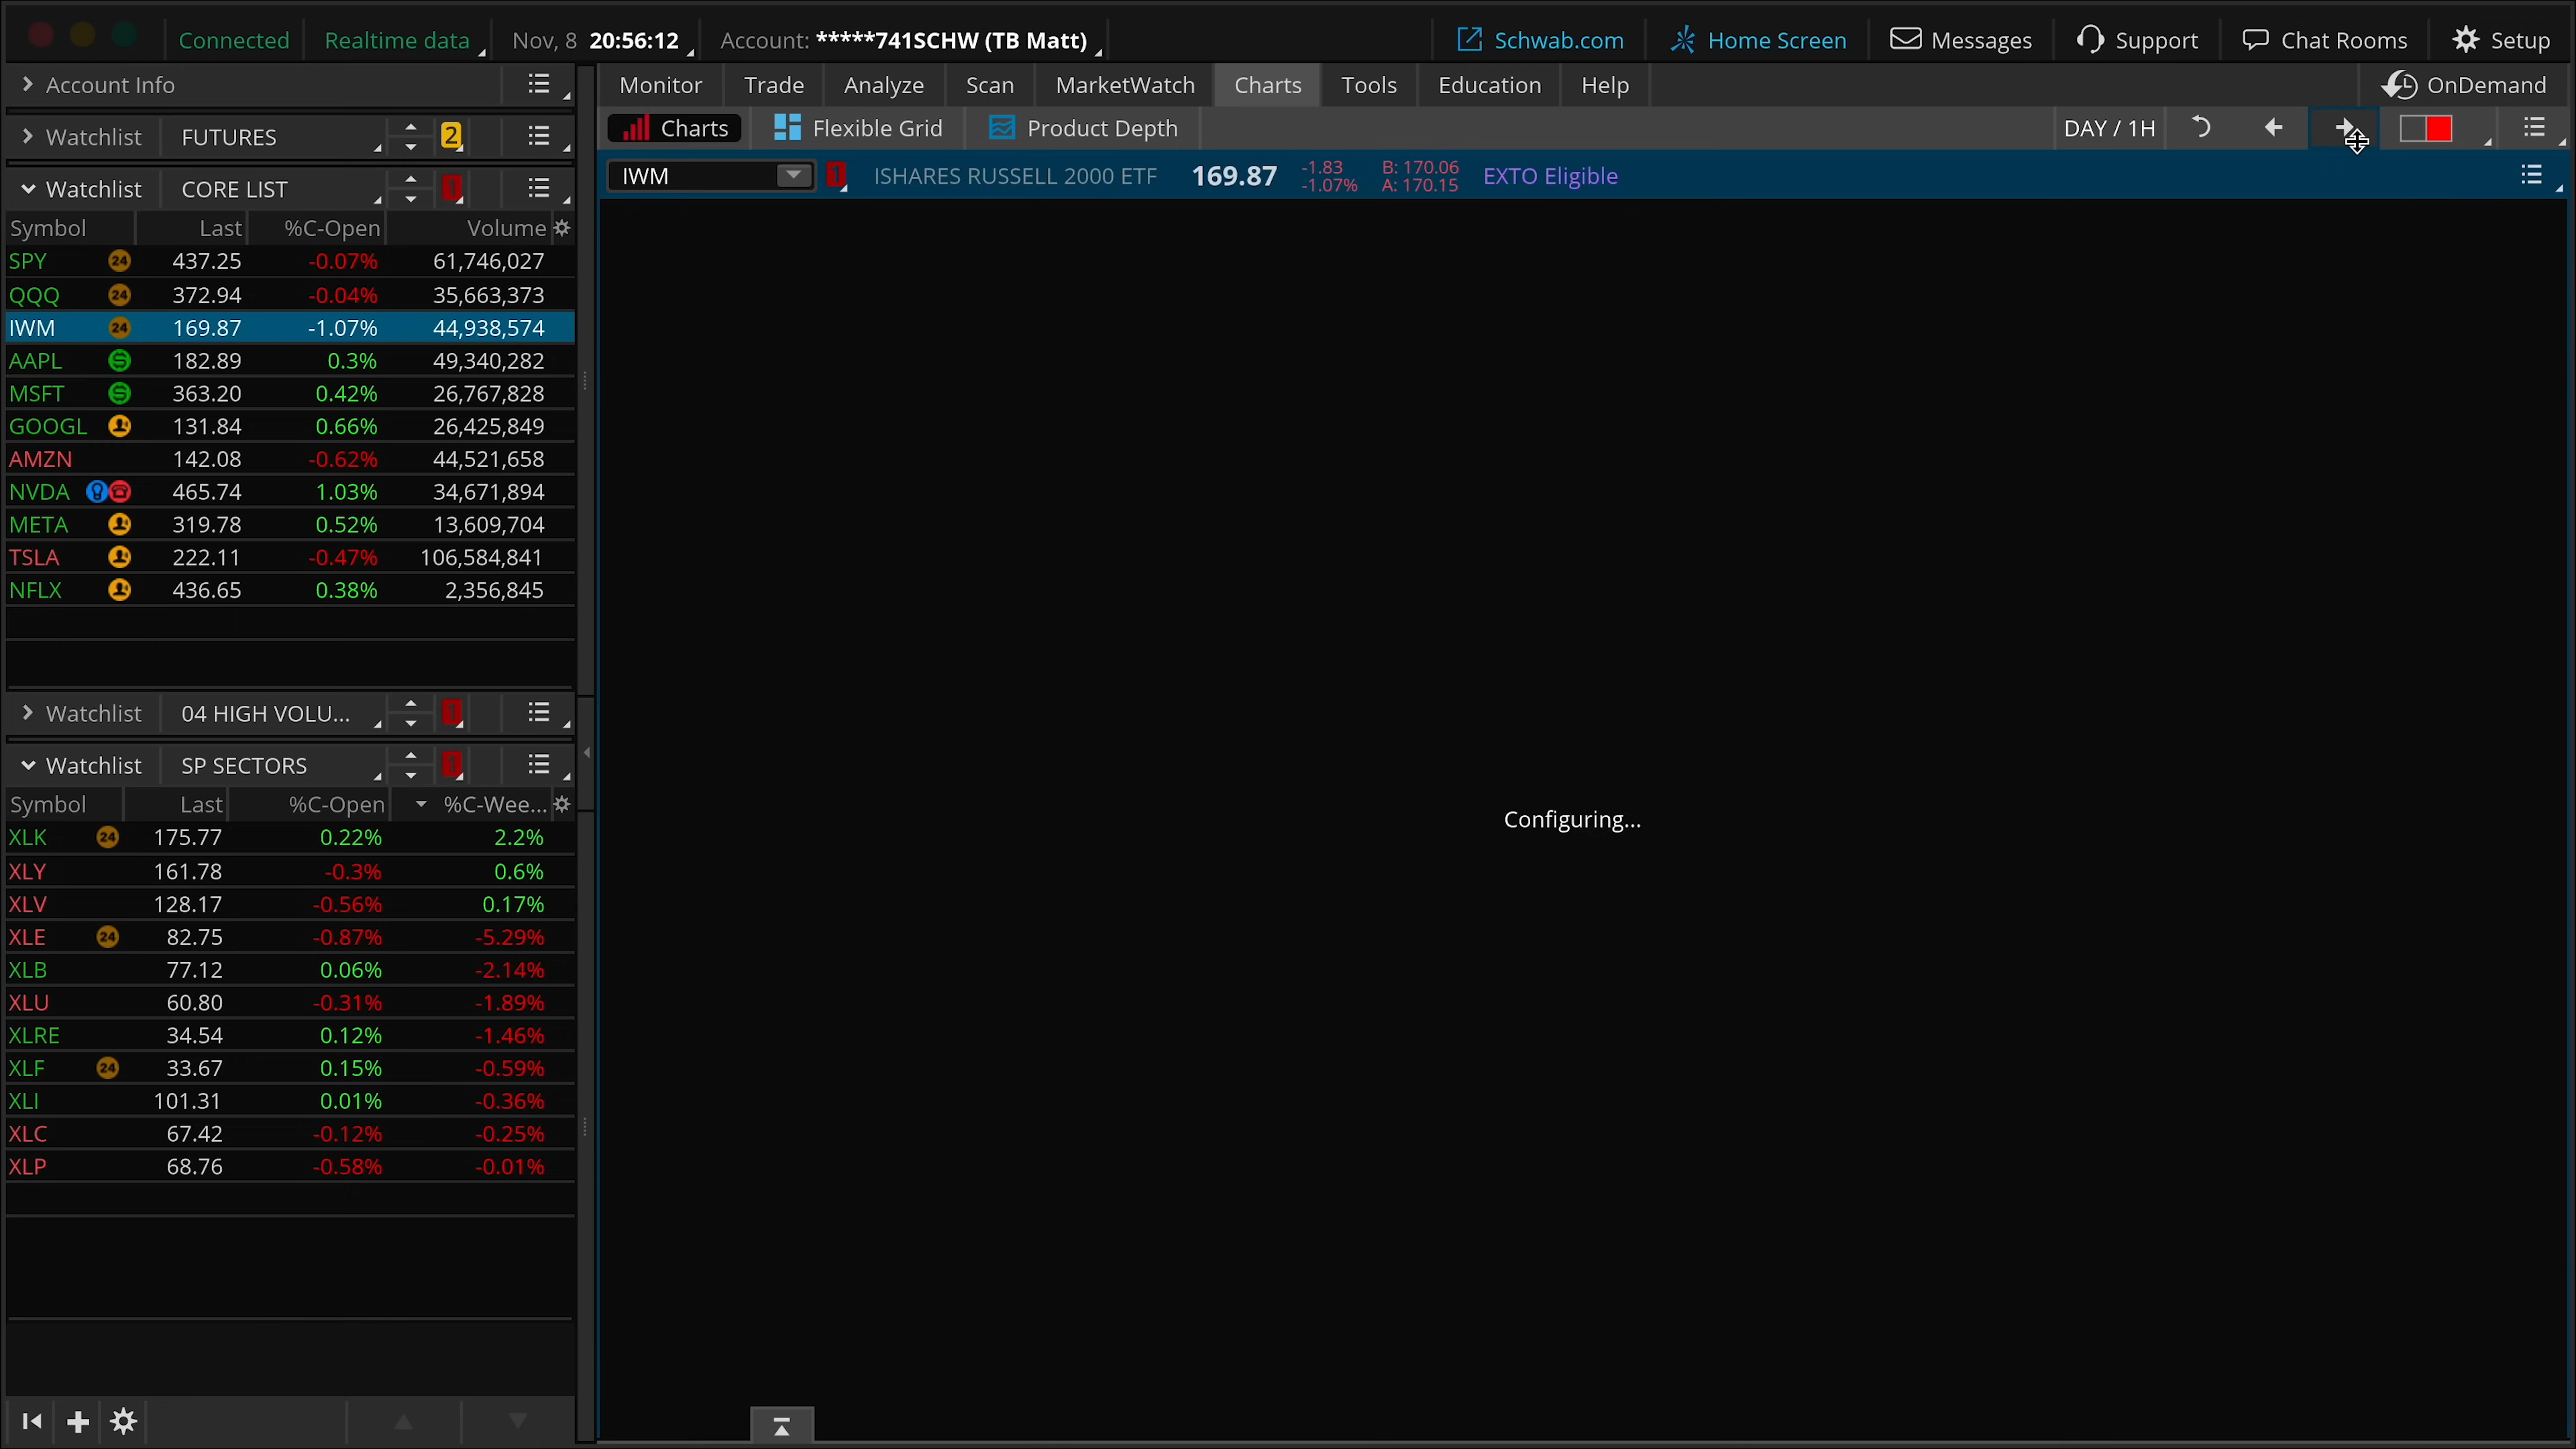 Connected Realtime data Nov, 8 20:56:12 Account: *****741SCHW (TB Matt) Schwab.com Home Screen Messages Support Chat Rooms Setup
Account Info
Monitor Trade Analyze Scan MarketWatch Charts Tools Education Help OnDemand
Watchlist FUTURES 2
Charts Flexible Grid Product Depth DAY / 1H
Watchlist CORE LIST 1
IWM 1 ISHARES RUSSELL 2000 ETF 169.87 -1.83 B: 170.06 EXTO Eligible
-1.07% A: 170.15
Symbol Last %C-Open Volume
SPY 24 437.25 -0.07% 61,746,027
QQQ 24 372.94 -0.04% 35,663,373
IWM 24 169.87 -1.07% 44,938,574
AAPL 182.89 0.3% 49,340,282
MSFT 363.20 0.42% 26,767,828
GOOGL 131.84 0.66% 26,425,849
AMZN 142.08 -0.62% 44,521,658
NVDA 465.74 1.03% 34,671,894
META 319.78 0.52% 13,609,704
TSLA 222.11 -0.47% 106,584,841
NFLX 436.65 0.38% 2,356,845
Watchlist 04 HIGH VOLU... 1
Watchlist SP SECTORS 1
Symbol Last %C-Open %C-Wee...
XLK 24 175.77 0.22% 2.2%
XLY 161.78 -0.3% 0.6%
XLV 128.17 -0.56% 0.17%
XLE 24 82.75 -0.87% -5.29%
XLB 77.12 0.06% -2.14%
XLU 60.80 -0.31% -1.89%
XLRE 34.54 0.12% -1.46%
XLF 24 33.67 0.15% -0.59%
XLI 101.31 0.01% -0.36%
XLC 67.42 -0.12% -0.25%
XLP 68.76 -0.58% -0.01%
Configuring...